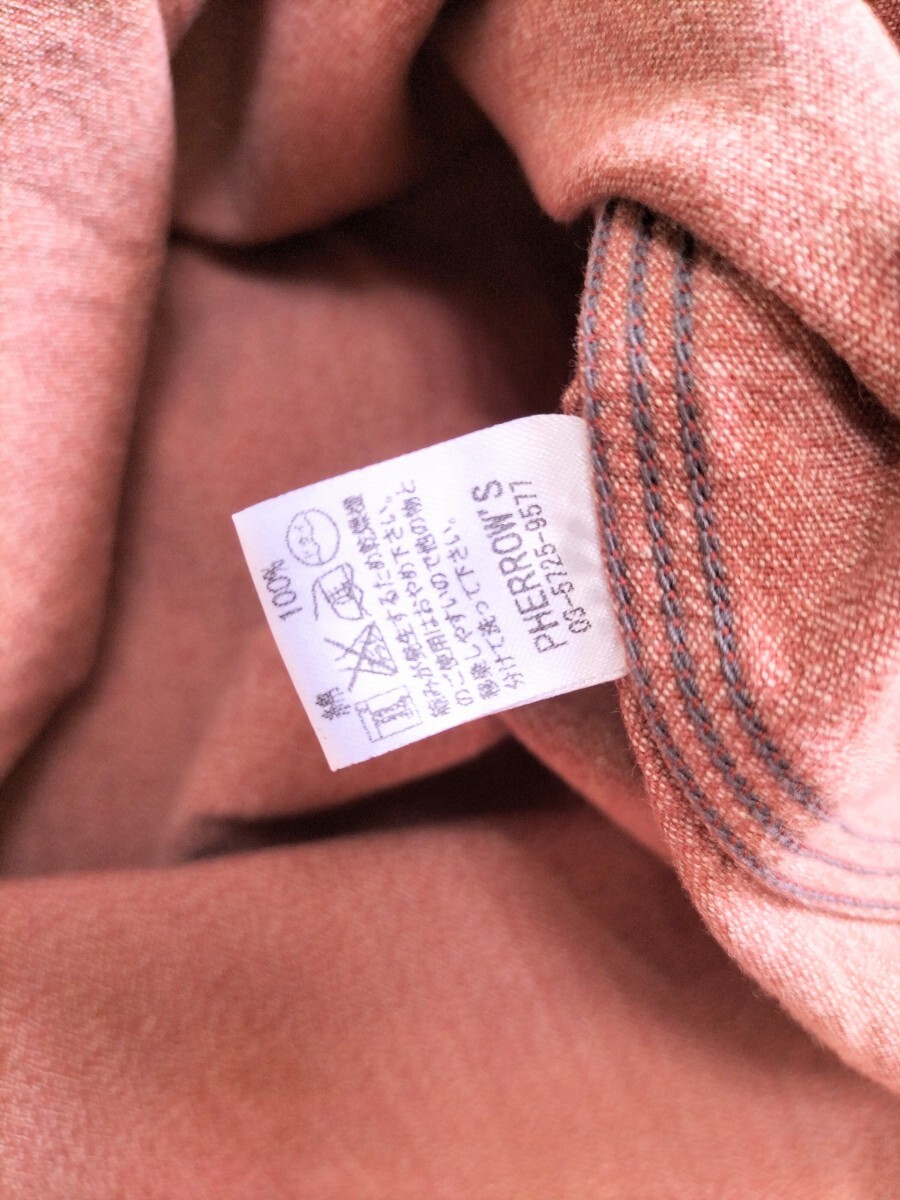 綿 100%
縮みが発生するため乾燥機
のご使用はおやめ下さい。
移染しやすいので他の物と
分けて洗って下さい。
PHERROW'S
03-5725-9577